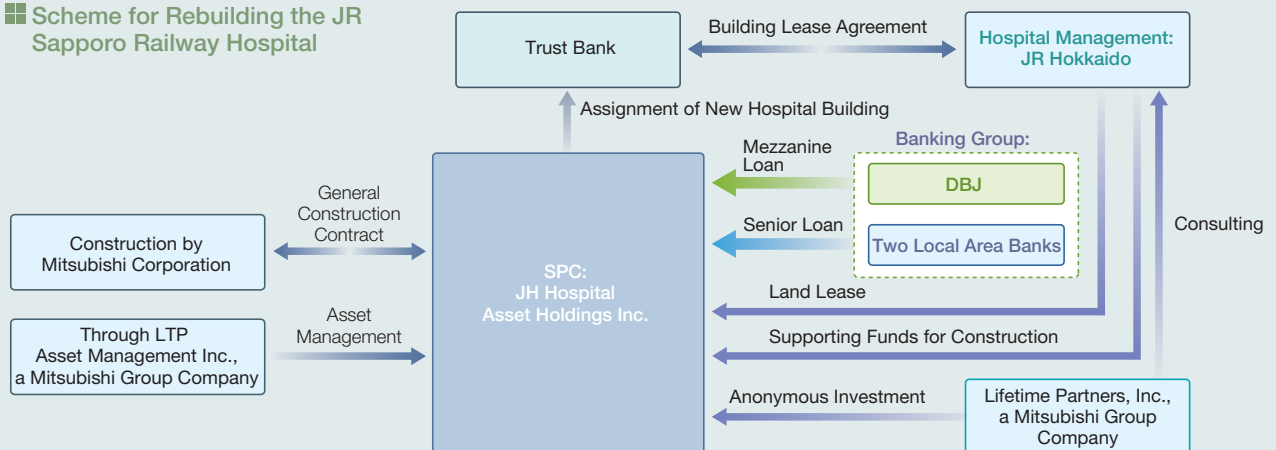 Scheme for Rebuilding the JR
Sapporo Railway Hospital
Trust Bank
Building Lease Agreement
Hospital Management:
JR Hokkaido
Assignment of New Hospital Building
Banking Group:
Mezzanine
Loan
DBJ
Senior Loan
Two Local Area Banks
Consulting
General
Construction
Contract
Construction by
Mitsubishi Corporation
SPC:
JH Hospital
Asset Holdings Inc.
Land Lease
Asset
Management
Through LTP
Asset Management Inc.,
a Mitsubishi Group Company
Supporting Funds for Construction
Anonymous Investment
Lifetime Partners, Inc.,
a Mitsubishi Group
Company